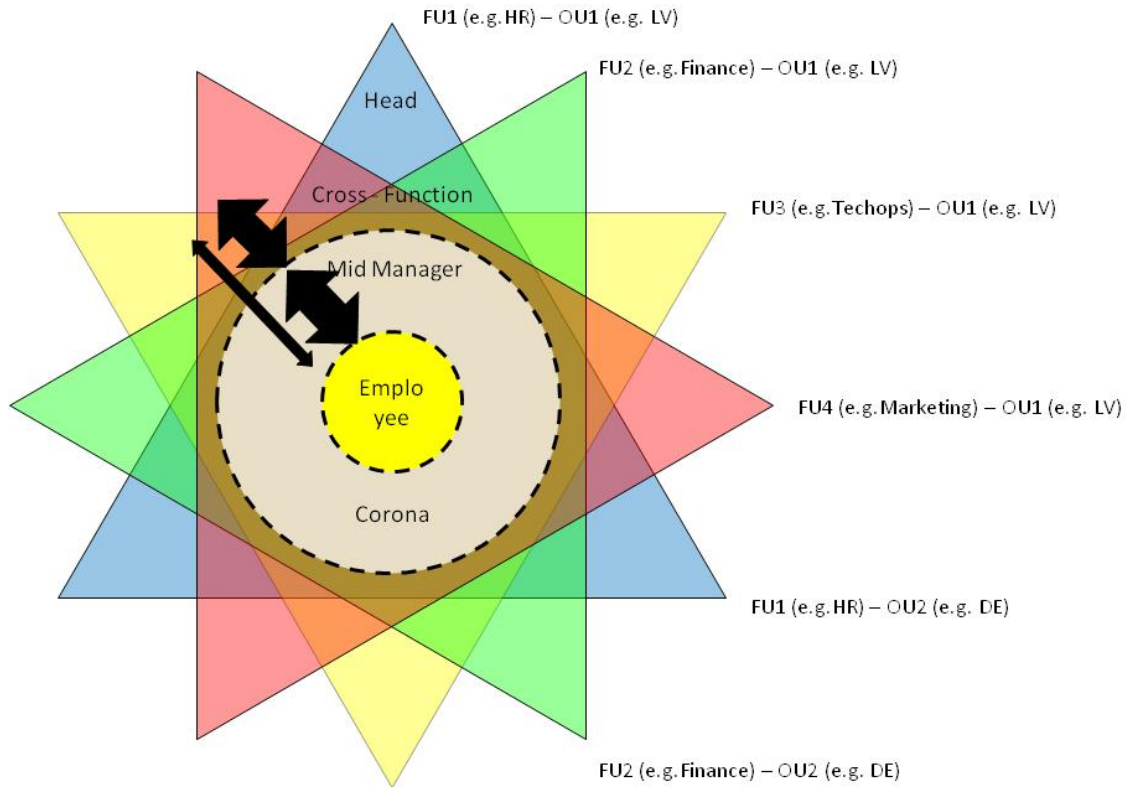 FU1 (e.g. HR) – OU1 (e.g. LV)
FU2 (e.g. Finance) – OU1 (e.g. LV)
Head
Cross - Function
FU3 (e.g. Techops) – OU1 (e.g. LV)
Mid Manager
Emplo
yee
FU4 (e.g. Marketing) – OU1 (e.g. LV)
Corona
FU1 (e.g. HR) – OU2 (e.g. DE)
FU2 (e.g. Finance) – OU2 (e.g. DE)